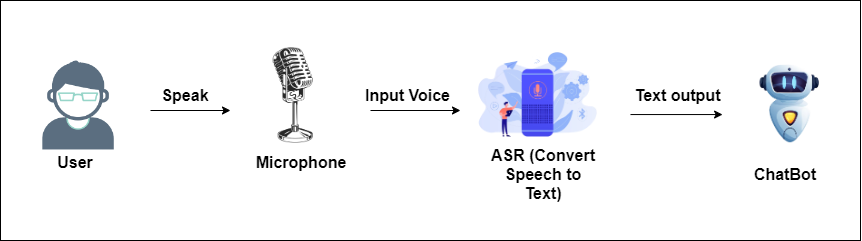 Speak
Input Voice
Text output
User
Microphone
ASR (Convert
Speech to
Text)
ChatBot